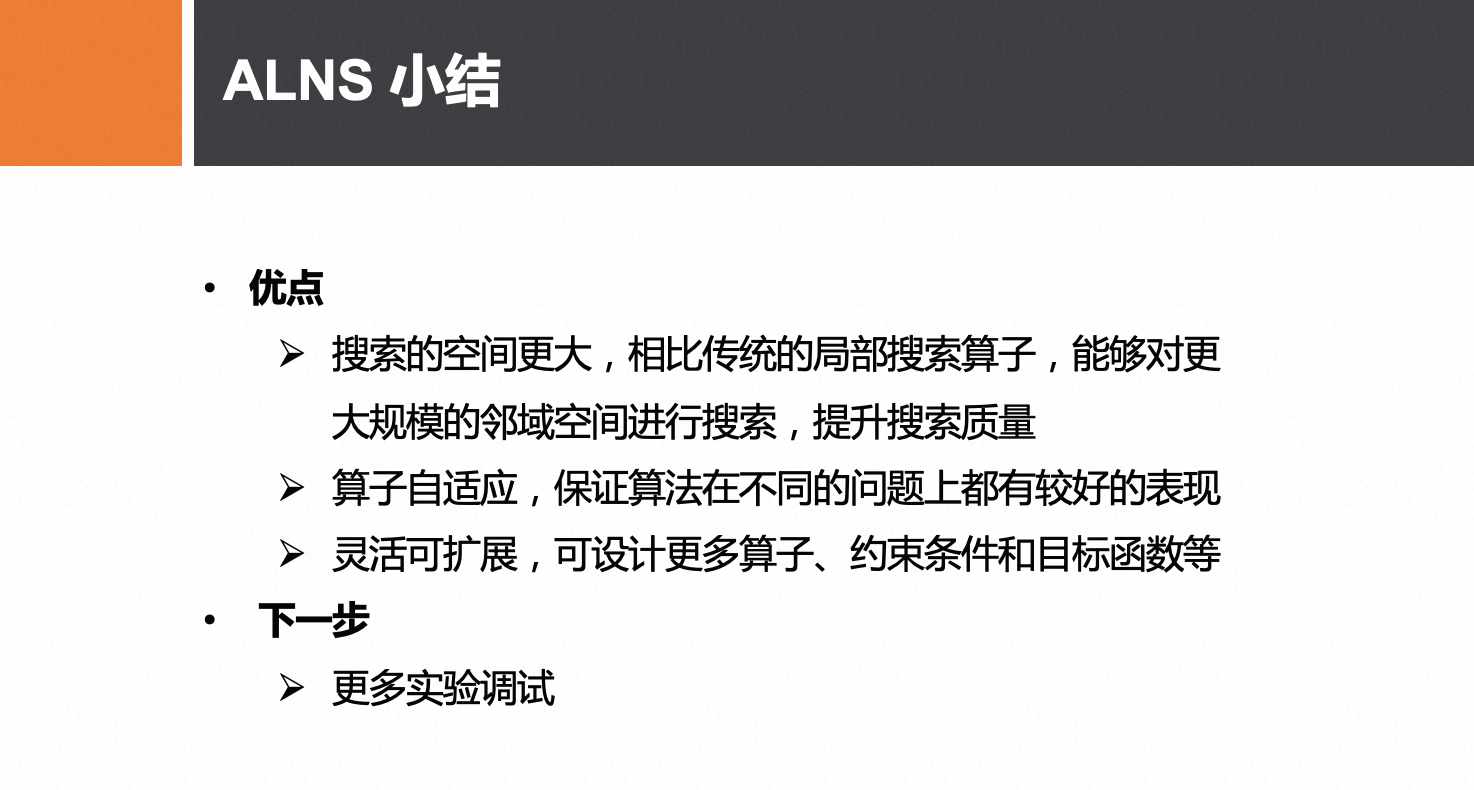 ALNS 小结
• 优点
➢ 搜索的空间更大，相比传统的局部搜索算子，能够对更
大规模的邻域空间进行搜索，提升搜索质量
➢ 算子自适应，保证算法在不同的问题上都有较好的表现
➢ 灵活可扩展，可设计更多算子、约束条件和目标函数等
• 下一步
➢ 更多实验调试